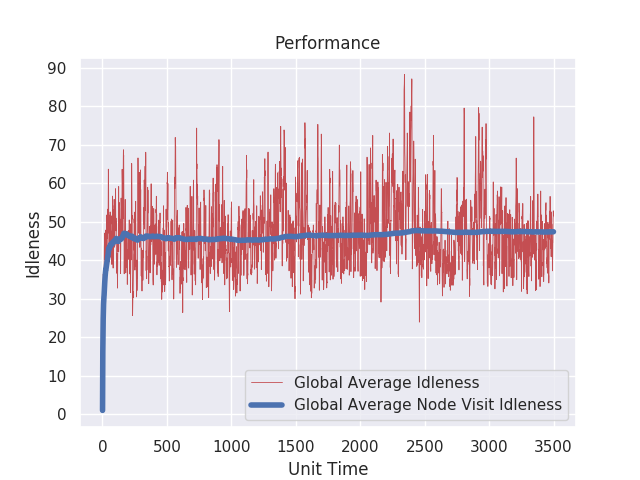 Performance
90
80
70
60
50
40
30
20
10
0
Idleness
Global Average Idleness
Global Average Node Visit Idleness
0 500 1000 1500 2000 2500 3000 3500
Unit Time